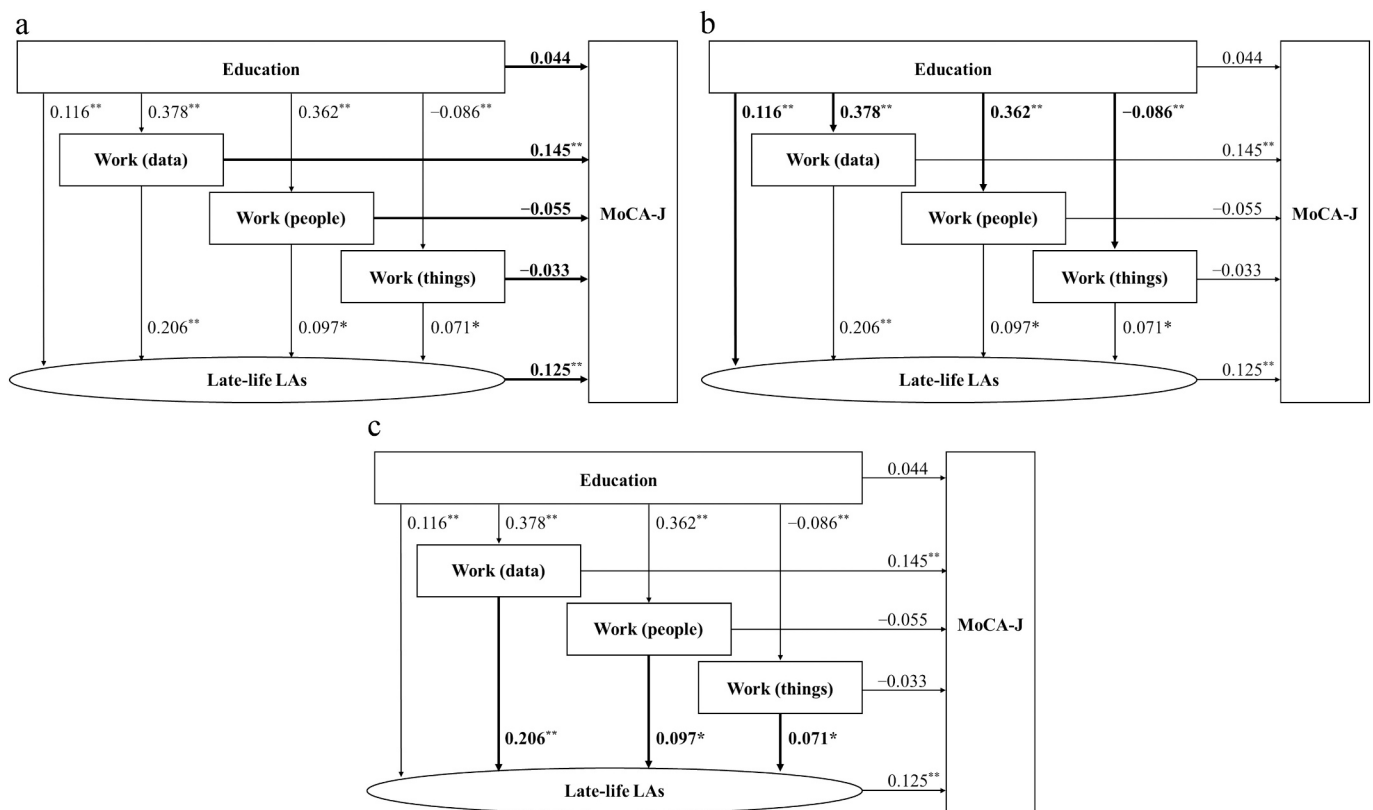 a
Education
0.044
0.116** 0.378** 0.362** −0.086**
Work (data)
0.145**
Work (people)
−0.055
MoCA-J
Work (things)
−0.033
0.206** 0.097* 0.071*
Late-life LAs
0.125**
b
Education
0.044
0.116** 0.378** 0.362** −0.086**
Work (data)
0.145**
Work (people)
−0.055
MoCA-J
Work (things)
−0.033
0.206** 0.097* 0.071*
Late-life LAs
0.125**
c
Education
0.044
0.116** 0.378** 0.362** −0.086**
Work (data)
0.145**
Work (people)
−0.055
MoCA-J
Work (things)
−0.033
0.206** 0.097* 0.071*
Late-life LAs
0.125**